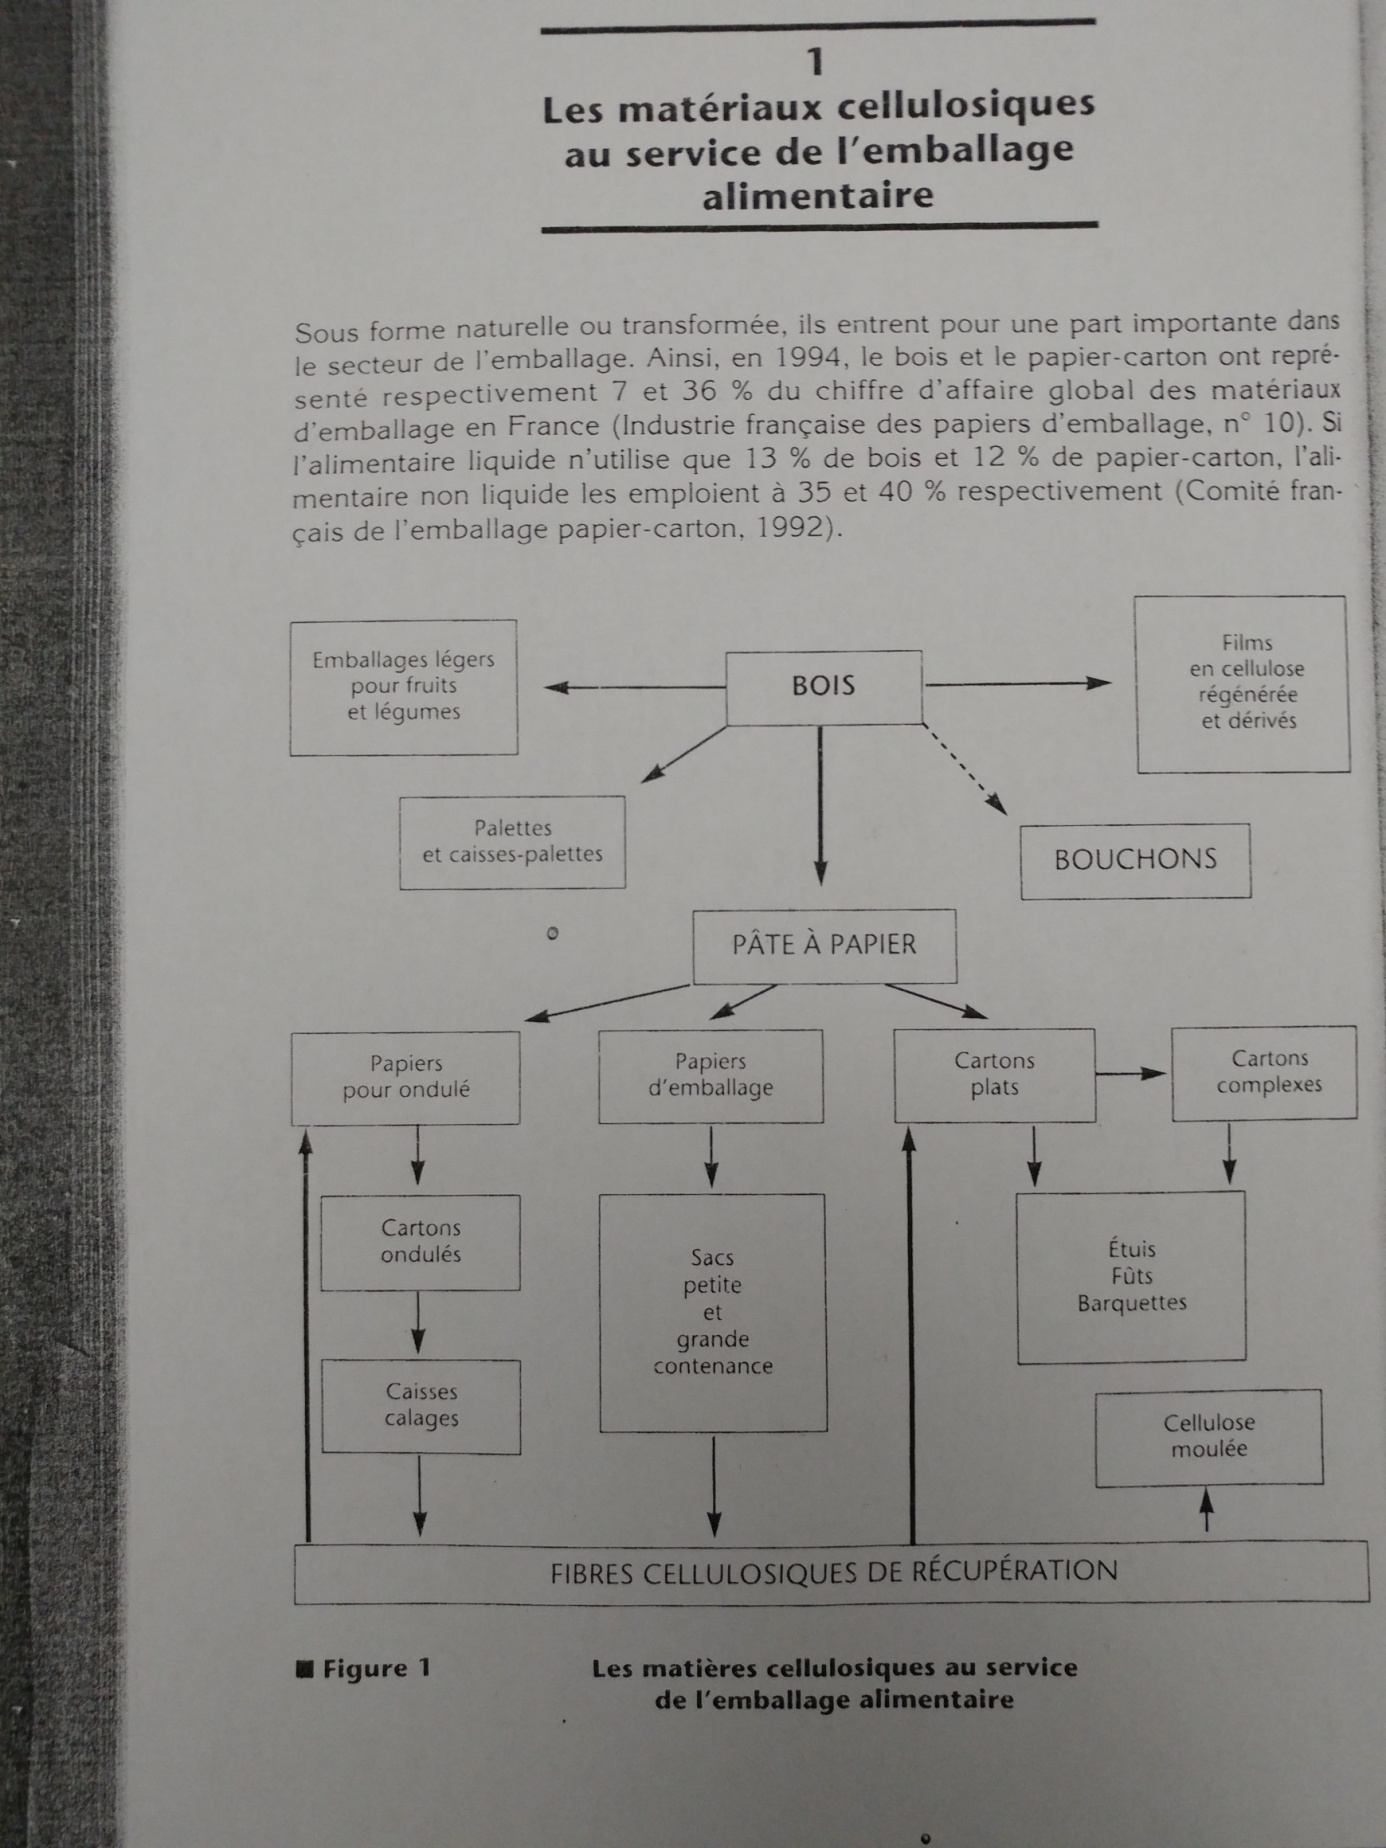 1
Les matériaux cellulosiques
au service de l'emballage
alimentaire
Sous forme naturelle ou transformée, ils entrent pour une part importante dans
le secteur de l'emballage. Ainsi, en 1994, le bois et le papier-carton ont repré-
senté respectivement 7 et 36 % du chiffre d'affaire global des matériaux
d'emballage en France (Industrie française des papiers d'emballage, n° 10). Si
l'alimentaire liquide n'utilise que 13 % de bois et 12 % de papier-carton, l'ali-
mentaire non liquide les emploient à 35 et 40 % respectivement (Comité fran-
çais de l'emballage papier-carton, 1992).
Emballages légers
pour fruits
et légumes
BOIS
Films
en cellulose
régénérée
et dérivés
Palettes
et caisses-palettes
BOUCHONS
PÂTE À PAPIER
Papiers
pour ondulé
Papiers
d'emballage
Cartons
plats
Cartons
complexes
Cartons
ondulés
Sacs
petite
et
grande
contenance
Étuis
Fûts
Barquettes
Caisses
calages
Cellulose
moulée
FIBRES CELLULOSIQUES DE RÉCUPÉRATION
■ Figure 1
Les matières cellulosiques au service
de l'emballage alimentaire